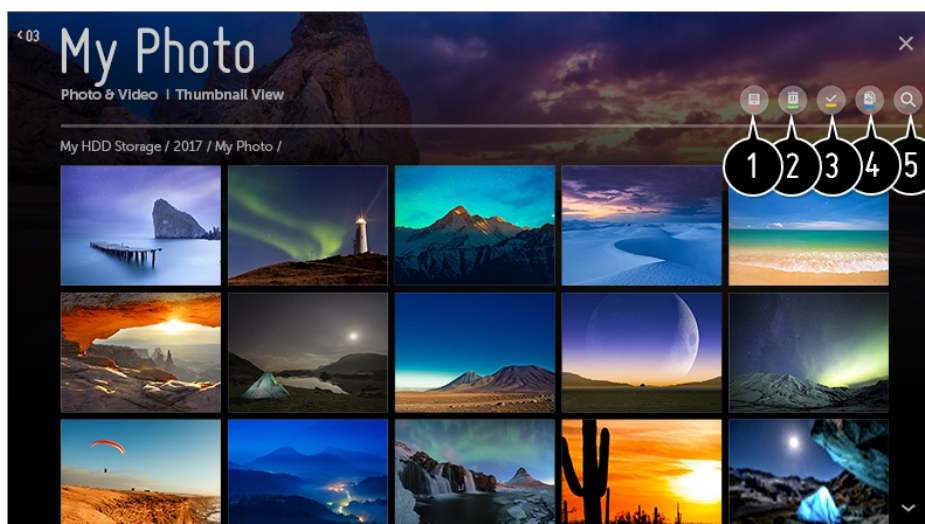 03
My Photo
Photo & Video | Thumbnail View
1 2 3 4 5
My HDD Storage / 2017 / My Photo /